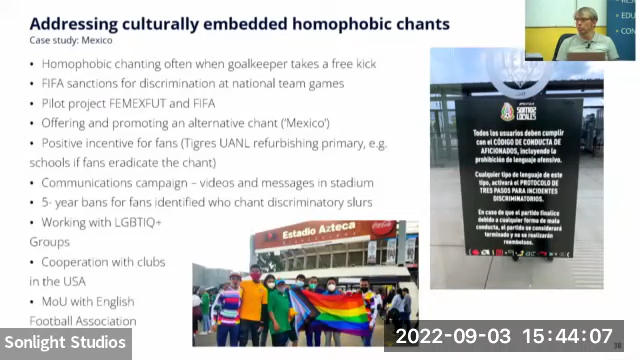 Addressing culturally embedded homophobic chants
Case study: Mexico
• Homophobic chanting often when goalkeeper takes a free kick
• FIFA sanctions for discrimination at national team games
• Pilot project FEMEXFUT and FIFA
• Offering and promoting an alternative chant (‘Mexico’)
• Positive incentive for fans (Tigres UANL refurbishing primary, e.g.
schools if fans eradicate the chant)
• Communications campaign – videos and messages in stadium
• 5- year bans for fans identified who chant discriminatory slurs
• Working with LGBTIQ+
Groups
• Cooperation with clubs
in the USA
• MoU with English
Football Association
Estadio Azteca
SOMOS
LOCALES
Todos los usuarios deben cumplir
con el CÓDIGO DE CONDUCTA DE
AFICIONADOS, incluyendo la
prohibición de lenguaje ofensivo.
Cualquier tipo de lenguaje de este
tipo, activará el PROTOCOLO DE
TRES PASOS PARA INCIDENTES
DISCRIMINATORIOS.
En caso de que el partido finalice
debido a cualquier forma de mala
conducta, el partido se considerará
terminado y no se realizarán
reembolsos.
EDU
CON
Sonlight Studios
2022-09-03 15:44:07